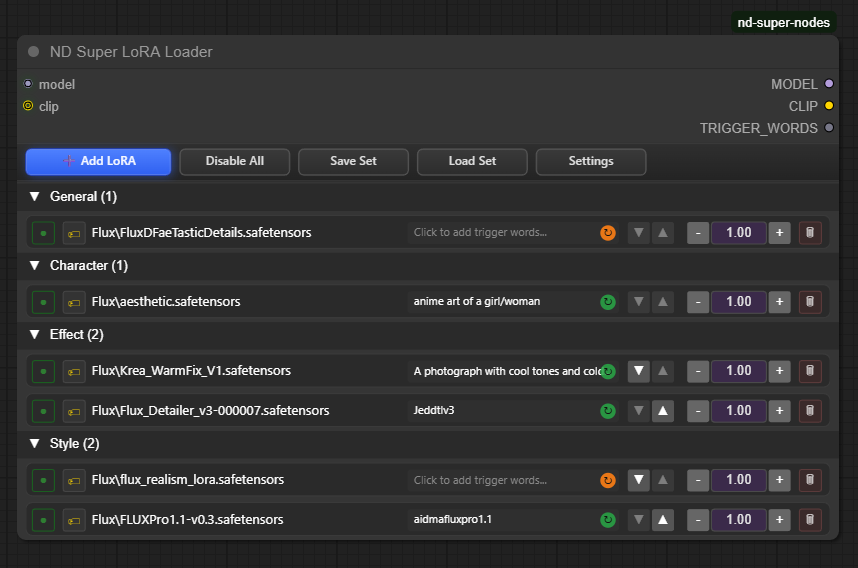 nd-super-nodes
ND Super LoRA Loader
model MODEL
clip CLIP
TRIGGER_WORDS
+ Add LoRA Disable All Save Set Load Set Settings
▼ General (1)
Flux\FluxDFaeTasticDetails.safetensors Click to add trigger words... ↻ ▼ ▲ - 1.00 +
▼ Character (1)
Flux\aesthetic.safetensors anime art of a girl/woman ↻ ▼ ▲ - 1.00 +
▼ Effect (2)
Flux\Krea_WarmFix_V1.safetensors A photograph with cool tones and ↻ ▼ ▲ - 1.00 +
Flux\Flux_Detailer_v3-000007.safetensors ↻ ▼ ▲ - 1.00 +
▼ Style (2)
Flux\flux_realism_lora.safetensors Click to add trigger words... ↻ ▼ ▲ - 1.00 +
Flux\FLUXPro1.1-v0.3.safetensors aidmafluxpro1.1 ↻ ▼ ▲ - 1.00 +